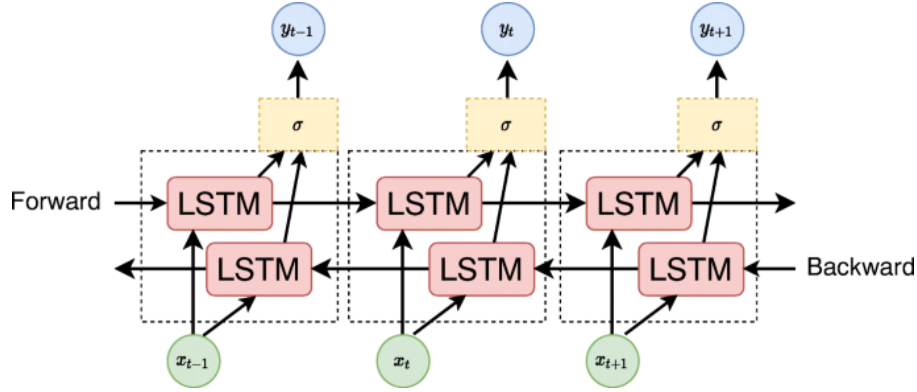 y_{t-1} y_t y_{t+1}
σ σ σ
Forward LSTM LSTM LSTM
LSTM LSTM LSTM Backward
x_{t-1} x_t x_{t+1}